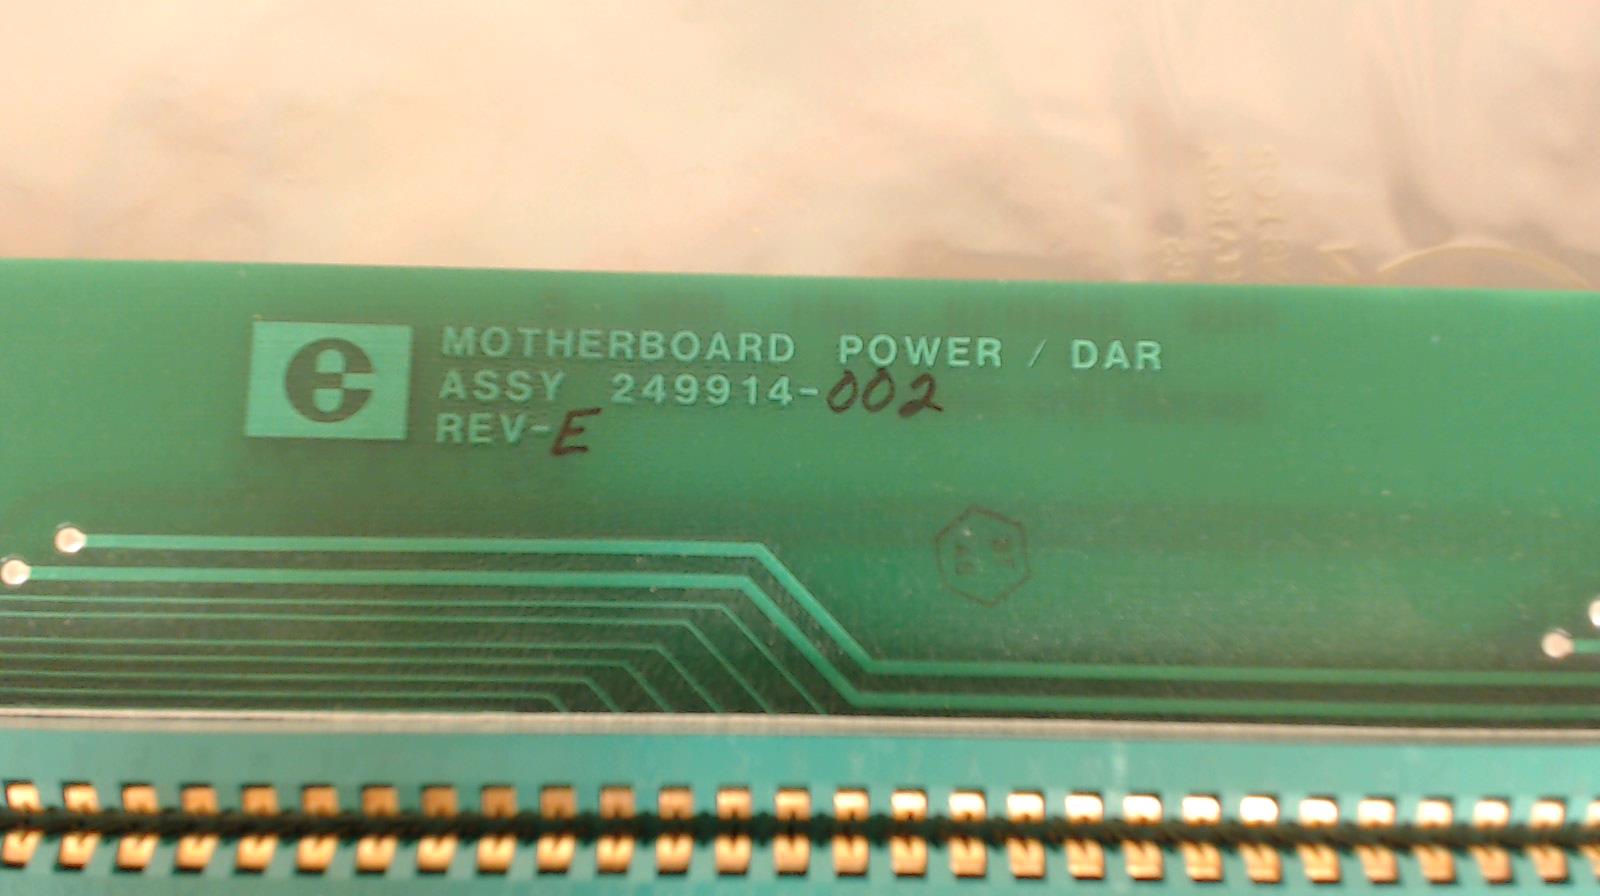 MOTHERBOARD POWER / DAR
ASSY 249914-002
REV-E